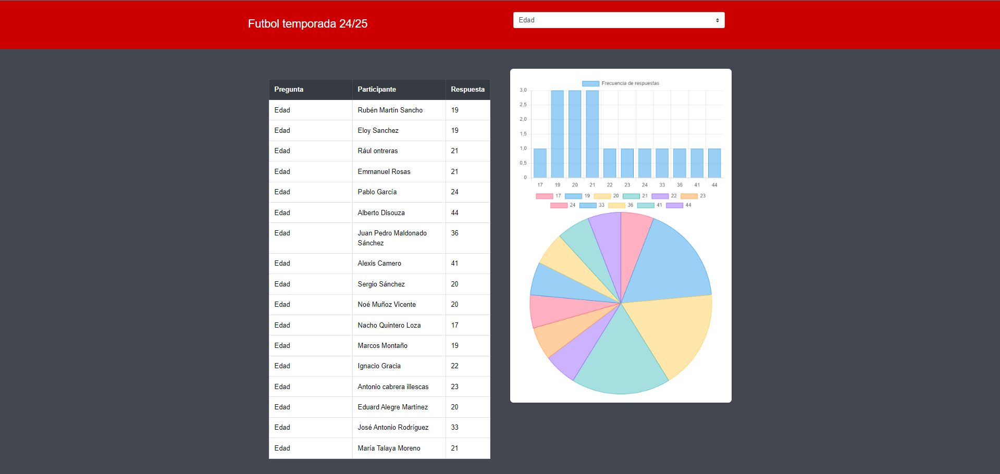 Futbol temporada 24/25
Edad
Pregunta Participante Respuesta
Edad Rubén Martín Sancho 19
Edad Eloy Sanchez 19
Edad Rául ontreras 21
Edad Emmanuel Rosas 21
Edad Pablo García 24
Edad Alberto Disouza 44
Edad Juan Pedro Maldonado 36
Sánchez
Edad Alexis Camero 41
Edad Sergio Sánchez 20
Edad Noé Muñoz Vicente 20
Edad Nacho Quintero Loza 17
Edad Marcos Montaño 19
Edad Ignacio Gracia 22
Edad Antonio cabrera illescas 23
Edad Eduard Alegre Martínez 20
Edad José Antonio Rodríguez 33
Edad María Talaya Moreno 21
Frecuencia de respuestas
3,0
2,5
2,0
1,5
1,0
0,5
0
17 19 20 21 22 23 24 33 36 41 44
17 19 20 21 22 23
24 33 36 41 44